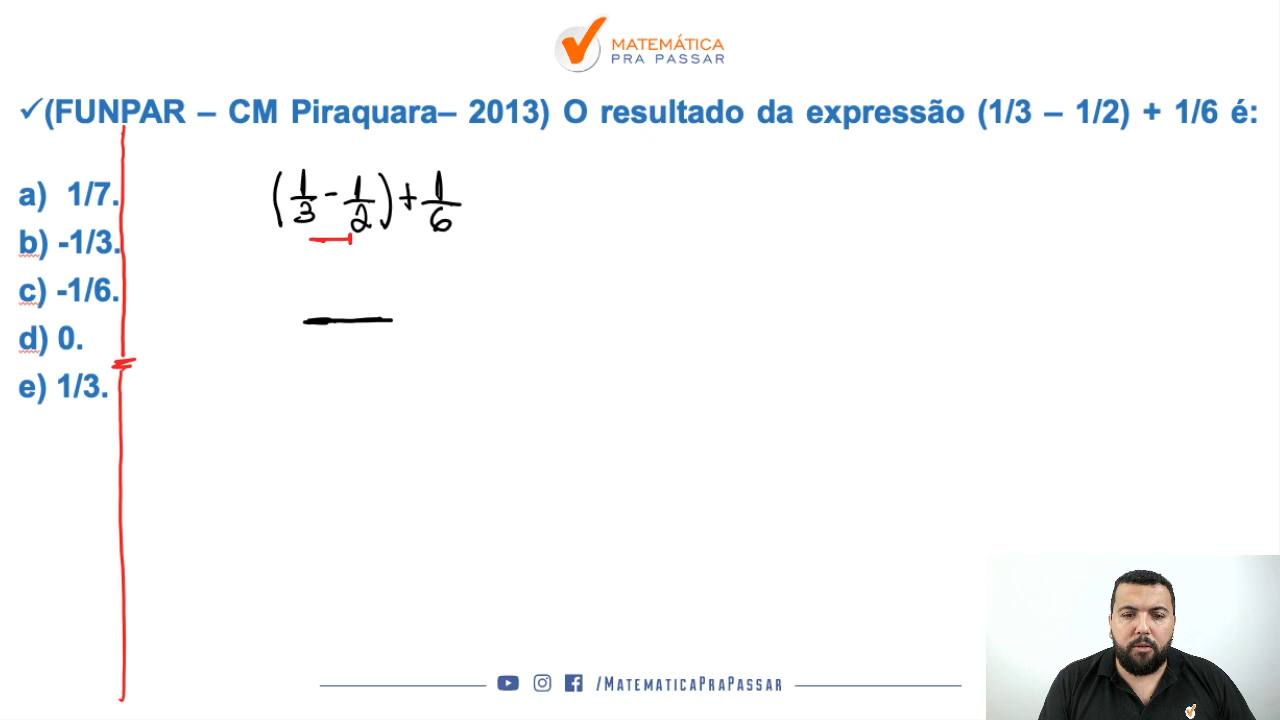 MATEMÁTICA
PRA PASSAR
✓(FUNPAR – CM Piraquara– 2013) O resultado da expressão (1/3 – 1/2) + 1/6 é:
a) 1/7.
b) -1/3.
c) -1/6.
d) 0.
e) 1/3.
(1/3 - 1/2) + 1/6
/MATEMATICAPRAPASSAR